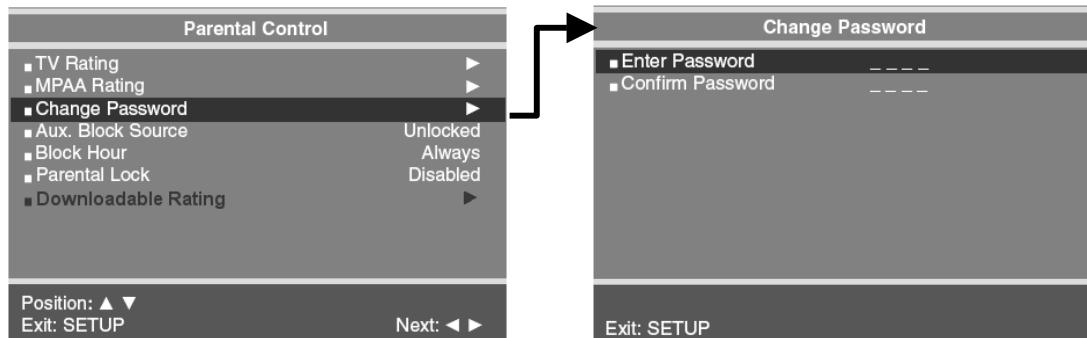 Parental Control
■ TV Rating ►
■ MPAA Rating ►
■ Change Password ►
■ Aux. Block Source Unlocked
■ Block Hour Always
■ Parental Lock Disabled
■ Downloadable Rating ►
Position: ▲ ▼
Exit: SETUP Next: ◄ ►
Change Password
■ Enter Password _ _ _ _
■ Confirm Password _ _ _ _
Exit: SETUP